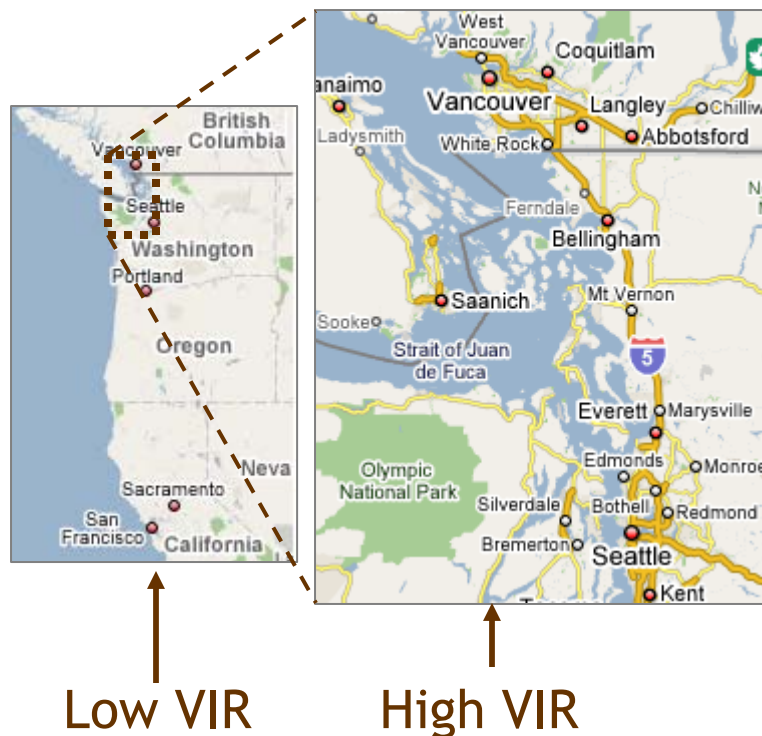 British
Columbia
Vancouver
Seattle
Washington
Portland
Oregon
Neva
Sacramento
San
Francisco
California
West
Vancouver
Coquitlam
anaimo
Vancouver
Langley
Chilliw
Ladysmith
White Rock
Abbotsford
Ferndale
Bellingham
Saanich
Mt Vernon
Sooke
Strait of Juan
de Fuca
5
Everett
Marysville
Olympic
National Park
Edmonds
Monroe
Silverdale
Bothell
Redmond
Bremerton
Seattle
Kent
Low VIR
High VIR